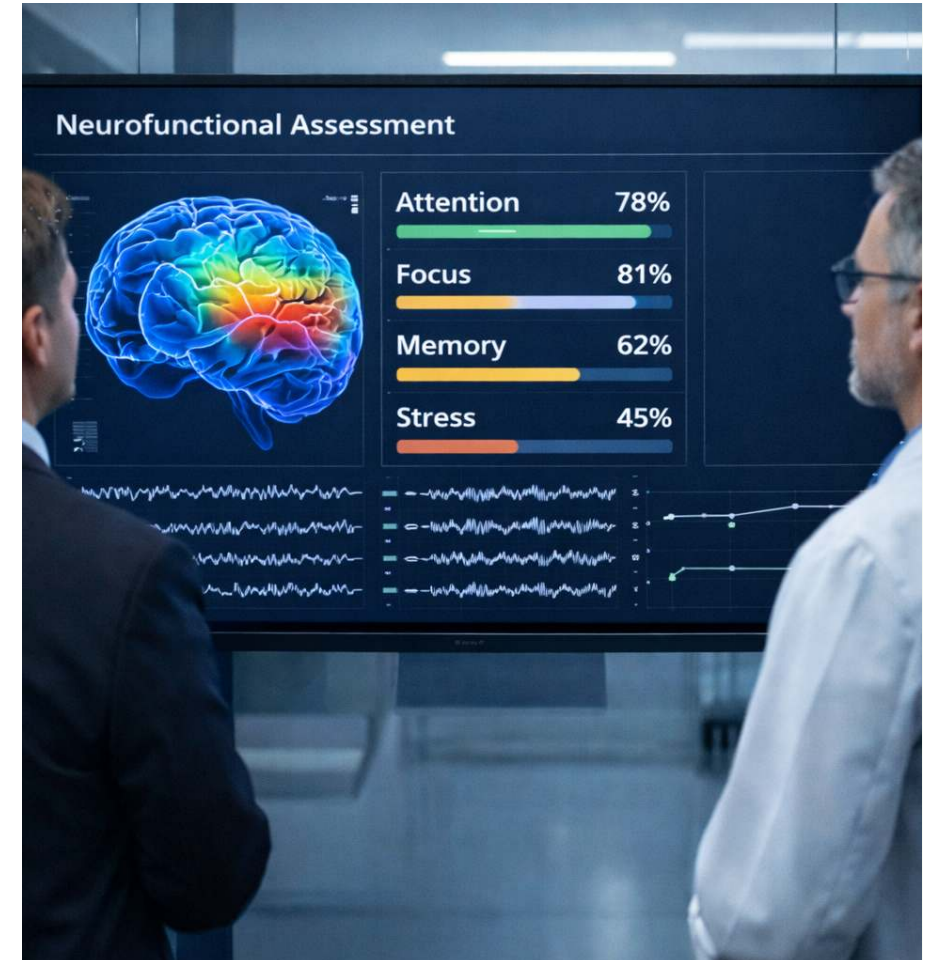 Neurofunctional Assessment
Attention 78%
Focus 81%
Memory 62%
Stress 45%